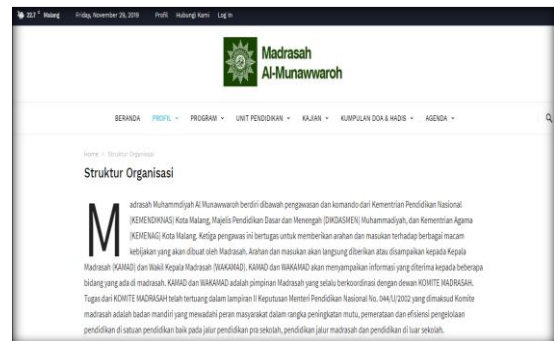 22.7 ° Malang Friday, November 29, 2019 Profil Hubungi Kami Log In
Madrasah
Al-Munawwaroh
BERANDA PROFIL PROGRAM UNIT PENDIDIKAN KAJIAN KUMPULAN DOA & HADIS AGENDA
Home Struktur Organisasi
Struktur Organisasi
Madrasah Muhammdiyah Al Munawwaroh berdiri dibawah pengawasan dan komando dari Kementrian Pendidikan Nasional
(KEMENDIKNAS) Kota Malang, Majelis Pendidikan Dasar dan Menengah (DIKDASMEN) Muhammadiyah, dan Kementrian Agama
(KEMENAG) Kota Malang. Ketiga pengawas ini bertugas untuk memberikan arahan dan masukan terhadap berbagai macam
kebijakan yang akan dibuat oleh Madrasah. Arahan dan masukan akan langsung diberikan atau disampaikan kepada Kepala
Madrasah (KAMAD) dan Wakil Kepala Madrasah (WAKAMAD). KAMAD dan WAKAMAD akan menyampaikan informasi yang diterima kepada beberapa
bidang yang ada di madrasah. KAMAD dan WAKAMAD adalah pimpinan Madrasah yang selalu berkoordinasi dengan dewan KOMITE MADRASAH.
Tugas dari KOMITE MADRASAH telah tertuang dalam lampiran II Keputusan Menteri Pendidikan Nasional No. 044/U/2002 yang dimaksud Komite
madrasah adalah badan mandiri yang mewadahi peran masyarakat dalam rangka peningkatan mutu, pemerataan dan efisiensi pengelolaan
pendidikan di satuan pendidikan baik pada jalur pendidikan pra sekolah, pendidikan jalur madrasah dan pendidikan di luar sekolah.